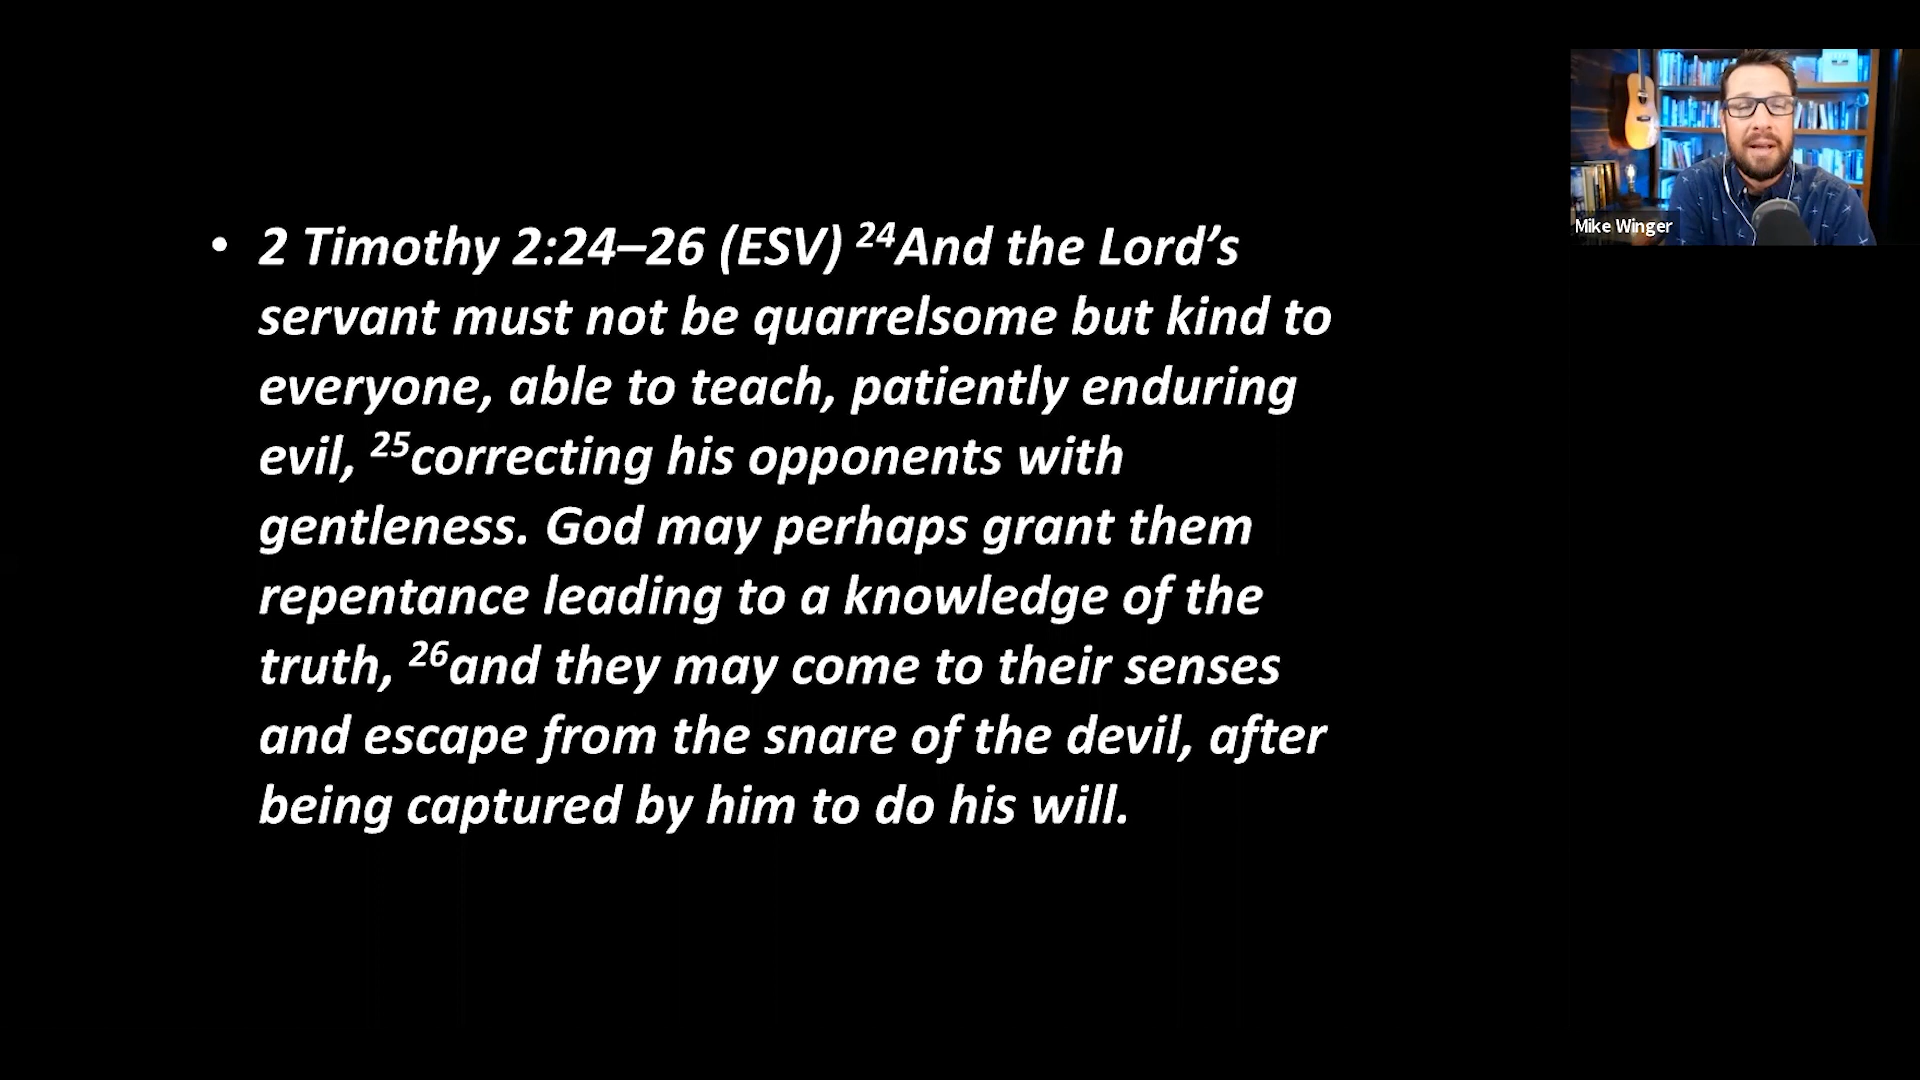 • 2 Timothy 2:24–26 (ESV) ²⁴And the Lord’s
servant must not be quarrelsome but kind to
everyone, able to teach, patiently enduring
evil, ²⁵correcting his opponents with
gentleness. God may perhaps grant them
repentance leading to a knowledge of the
truth, ²⁶and they may come to their senses
and escape from the snare of the devil, after
being captured by him to do his will.
Mike Winger